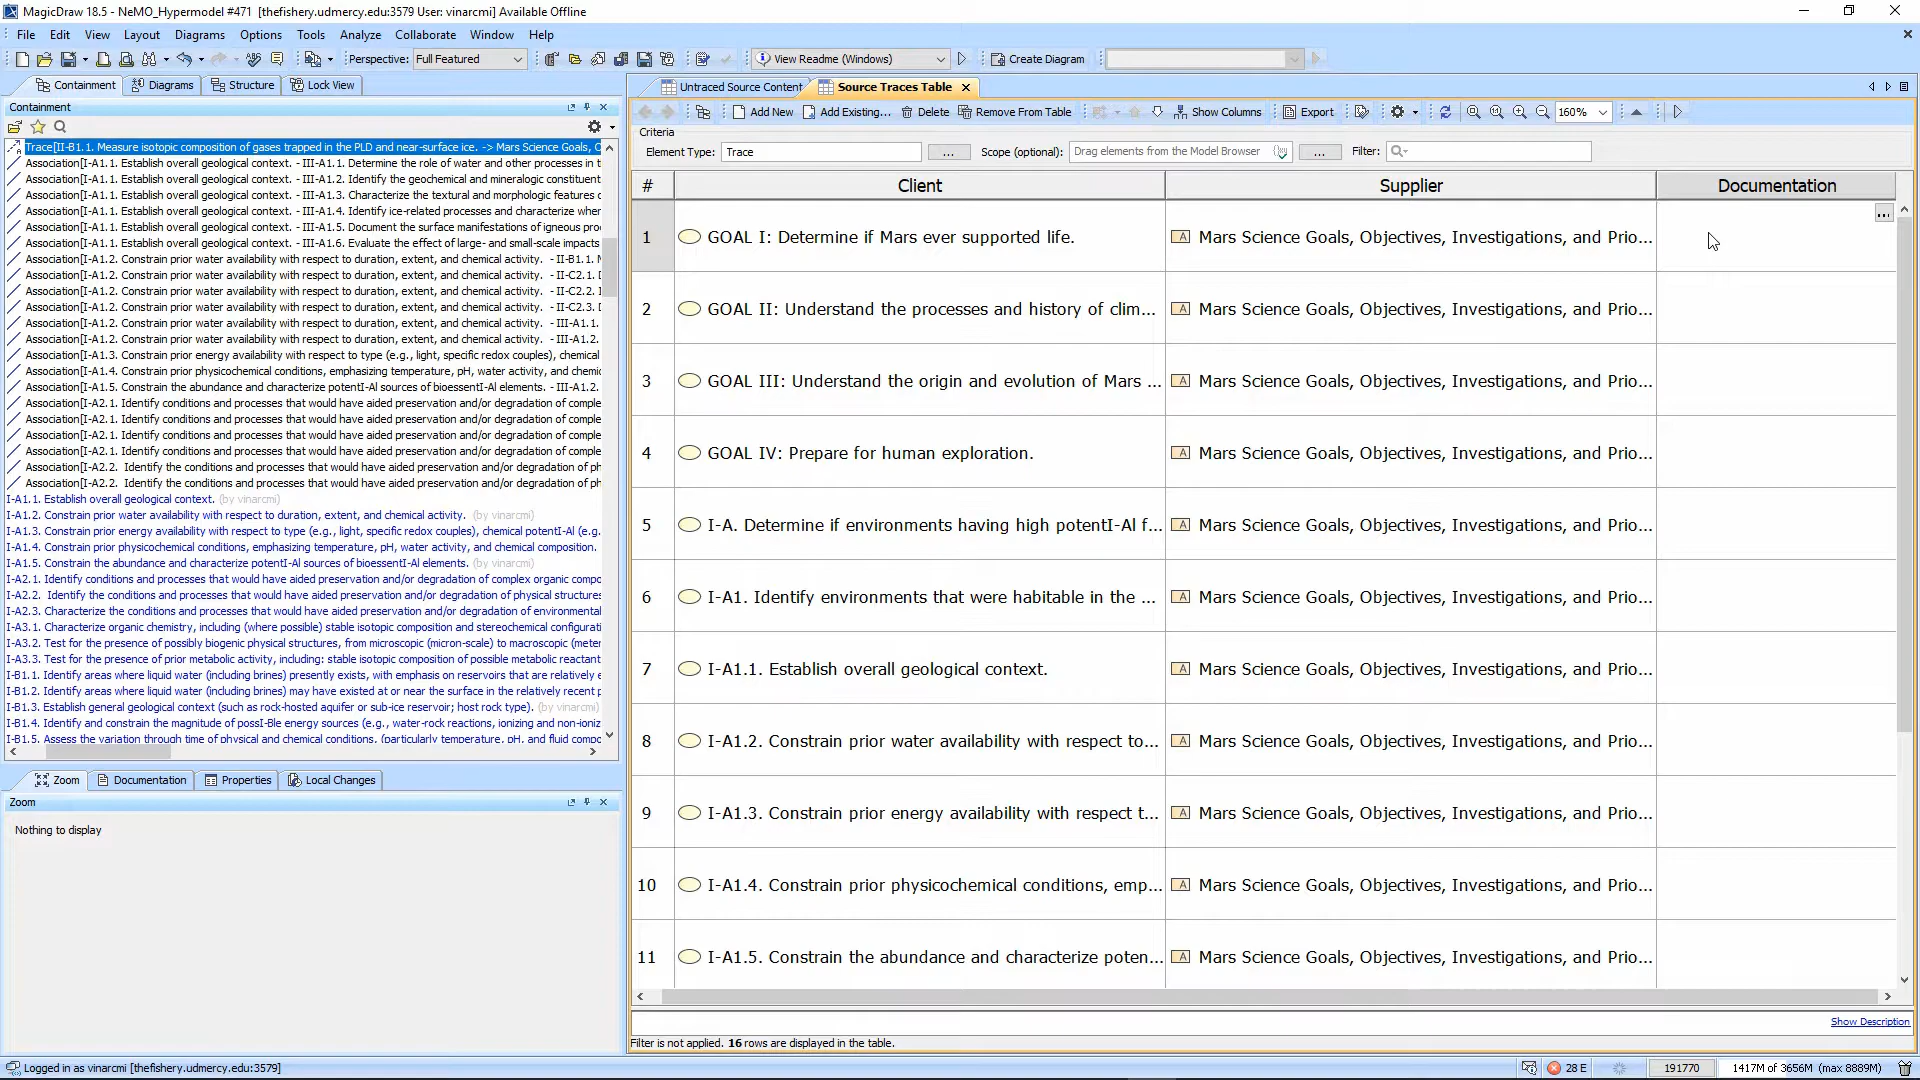 MagicDraw 18.5 - NeMO_Hypermodel #471 [thefishery.udmercy.edu:3579 User: vinarcmi] Available Offline
File Edit View Layout Diagrams Options Tools Analyze Collaborate Window Help
Perspective: Full Featured View Readme (Windows) Create Diagram
Containment Diagrams Structure Lock View
Untraced Source Content Source Traces Table
Containment
Add New Add Existing... Delete Remove From Table Show Columns Export 160%
Criteria
Element Type: Trace ... Scope (optional): Drag elements from the Model Browser ... Filter:
Trace[II-B1.1. Measure isotopic composition of gases trapped in the PLD and near-surface ice. -> Mars Science Goals, O
Association[I-A1.1. Establish overall geological context. - III-A1.1. Determine the role of water and other processes in t
Association[I-A1.1. Establish overall geological context. - III-A1.2. Identify the geochemical and mineralogic constituent
Association[I-A1.1. Establish overall geological context. - III-A1.3. Characterize the textural and morphologic features o
Association[I-A1.1. Establish overall geological context. - III-A1.4. Identify ice-related processes and characterize wher
Association[I-A1.1. Establish overall geological context. - III-A1.5. Document the surface manifestations of igneous proc
Association[I-A1.1. Establish overall geological context. - III-A1.6. Evaluate the effect of large- and small-scale impacts
Association[I-A1.2. Constrain prior water availability with respect to duration, extent, and chemical activity. - II-B1.1. M
Association[I-A1.2. Constrain prior water availability with respect to duration, extent, and chemical activity. - II-C2.1. D
Association[I-A1.2. Constrain prior water availability with respect to duration, extent, and chemical activity. - II-C2.2. I
Association[I-A1.2. Constrain prior water availability with respect to duration, extent, and chemical activity. - II-C2.3. D
Association[I-A1.2. Constrain prior water availability with respect to duration, extent, and chemical activity. - III-A1.1.
Association[I-A1.2. Constrain prior water availability with respect to duration, extent, and chemical activity. - III-A1.2.
Association[I-A1.3. Constrain prior energy availability with respect to type (e.g., light, specific redox couples), chemical
Association[I-A1.4. Constrain prior physicochemical conditions, emphasizing temperature, pH, water activity, and chemic
Association[I-A1.5. Constrain the abundance and characterize potentI-Al sources of bioessentI-Al elements. - III-A1.2.
Association[I-A2.1. Identify conditions and processes that would have aided preservation and/or degradation of comple
Association[I-A2.1. Identify conditions and processes that would have aided preservation and/or degradation of comple
Association[I-A2.1. Identify conditions and processes that would have aided preservation and/or degradation of comple
Association[I-A2.1. Identify conditions and processes that would have aided preservation and/or degradation of comple
Association[I-A2.2. Identify the conditions and processes that would have aided preservation and/or degradation of ph
Association[I-A2.2. Identify the conditions and processes that would have aided preservation and/or degradation of ph
I-A1.1. Establish overall geological context. (by vinarcmi)
I-A1.2. Constrain prior water availability with respect to duration, extent, and chemical activity. (by vinarcmi)
I-A1.3. Constrain prior energy availability with respect to type (e.g., light, specific redox couples), chemical potentI-Al (e.g.
I-A1.4. Constrain prior physicochemical conditions, emphasizing temperature, pH, water activity, and chemical composition.
I-A1.5. Constrain the abundance and characterize potentI-Al sources of bioessentI-Al elements. (by vinarcmi)
I-A2.1. Identify conditions and processes that would have aided preservation and/or degradation of complex organic compo
I-A2.2. Identify the conditions and processes that would have aided preservation and/or degradation of physical structures
I-A2.3. Characterize the conditions and processes that would have aided preservation and/or degradation of environmental
I-A3.1. Characterize organic chemistry, including (where possible) stable isotopic composition and stereochemical configurati
I-A3.2. Test for the presence of possibly biogenic physical structures, from microscopic (micron-scale) to macroscopic (meter
I-A3.3. Test for the presence of prior metabolic activity, including: stable isotopic composition of possible metabolic reactant
I-B1.1. Identify areas where liquid water (including brines) presently exists, with emphasis on reservoirs that are relatively e
I-B1.2. Identify areas where liquid water (including brines) may have existed at or near the surface in the relatively recent p
I-B1.3. Establish general geological context (such as rock-hosted aquifer or sub-ice reservoir; host rock type). (by vinarcmi)
I-B1.4. Identify and constrain the magnitude of possI-Ble energy sources (e.g., water-rock reactions, ionizing and non-ioniz
I-B1.5. Assess the variation through time of physical and chemical conditions, (particularly temperature, pH, and fluid compo
Zoom Documentation Properties Local Changes
Zoom
Nothing to display
# Client Supplier Documentation
...
1 GOAL I: Determine if Mars ever supported life. A Mars Science Goals, Objectives, Investigations, and Prio...
2 GOAL II: Understand the processes and history of clim... A Mars Science Goals, Objectives, Investigations, and Prio...
3 GOAL III: Understand the origin and evolution of Mars ... A Mars Science Goals, Objectives, Investigations, and Prio...
4 GOAL IV: Prepare for human exploration. A Mars Science Goals, Objectives, Investigations, and Prio...
5 I-A. Determine if environments having high potentI-Al f... A Mars Science Goals, Objectives, Investigations, and Prio...
6 I-A1. Identify environments that were habitable in the ... A Mars Science Goals, Objectives, Investigations, and Prio...
7 I-A1.1. Establish overall geological context. A Mars Science Goals, Objectives, Investigations, and Prio...
8 I-A1.2. Constrain prior water availability with respect to... A Mars Science Goals, Objectives, Investigations, and Prio...
9 I-A1.3. Constrain prior energy availability with respect t... A Mars Science Goals, Objectives, Investigations, and Prio...
10 I-A1.4. Constrain prior physicochemical conditions, emp... A Mars Science Goals, Objectives, Investigations, and Prio...
11 I-A1.5. Constrain the abundance and characterize poten... A Mars Science Goals, Objectives, Investigations, and Prio...
Show Description
Filter is not applied. 16 rows are displayed in the table.
Logged in as vinarcmi [thefishery.udmercy.edu:3579] 28 E 191770 1417M of 3656M (max 8889M)